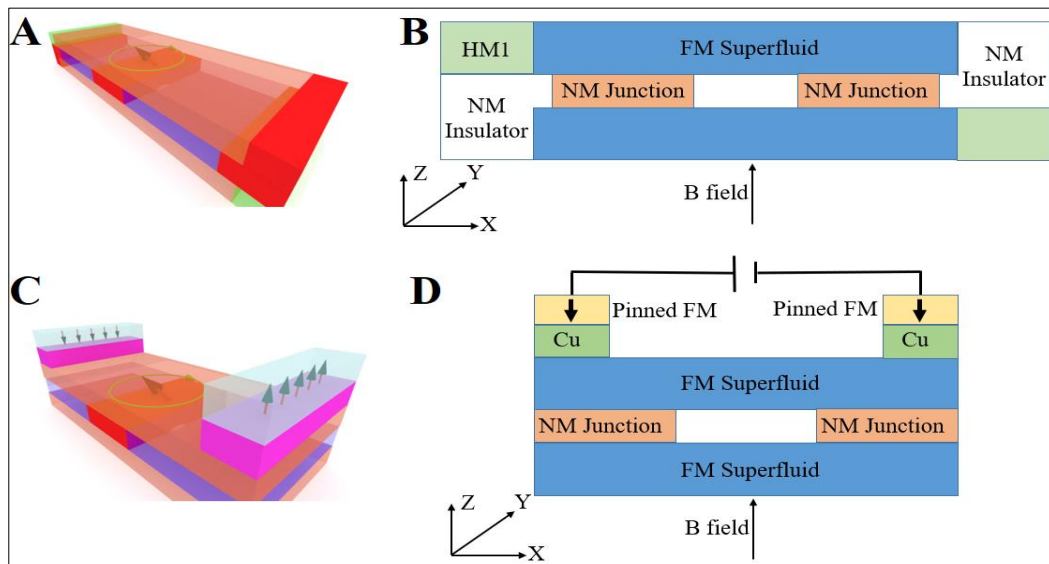 A
B
HM1
FM Superfluid
NM
Insulator
NM Junction
NM Junction
NM
Insulator
Z
Y
X
B field
C
D
Pinned FM
Pinned FM
Cu
Cu
FM Superfluid
NM Junction
NM Junction
FM Superfluid
Z
Y
X
B field